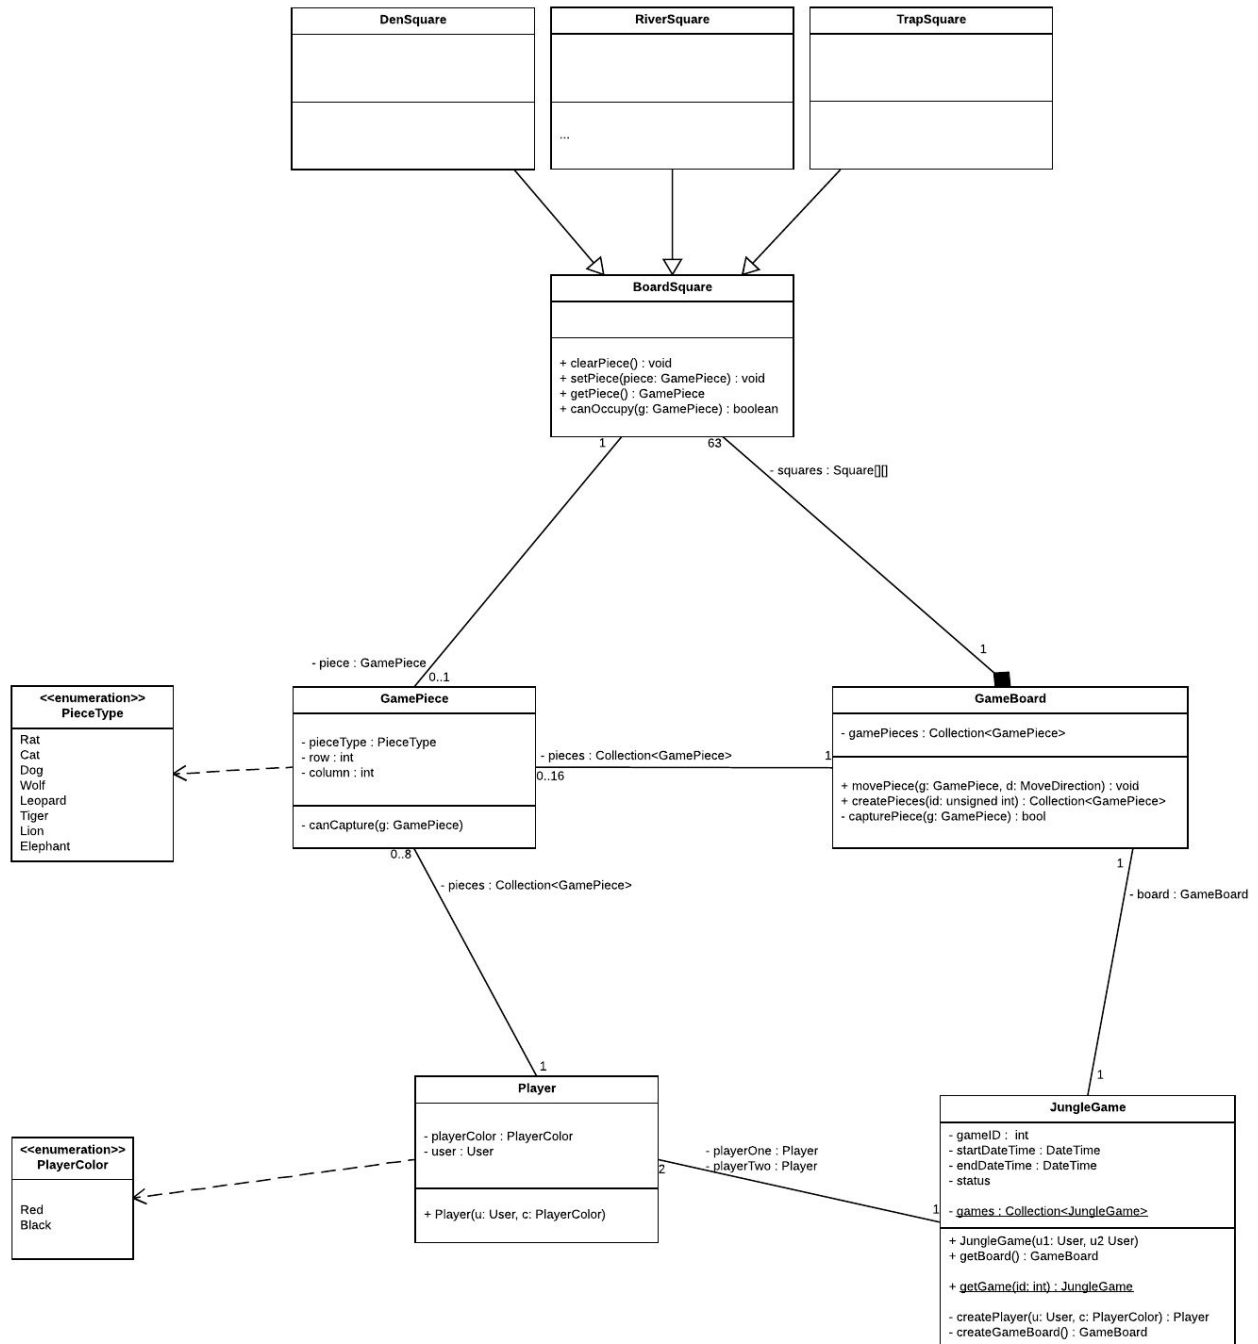 DenSquare
RiverSquare
...
TrapSquare
BoardSquare
+ clearPiece() : void
+ setPiece(piece: GamePiece) : void
+ getPiece() : GamePiece
+ canOccupy(g: GamePiece) : boolean
1
63
- squares : Square[][]
- piece : GamePiece
0..1
1
<<enumeration>>
PieceType
Rat
Cat
Dog
Wolf
Leopard
Tiger
Lion
Elephant
GamePiece
- pieceType : PieceType
- row : int
- column : int
- canCapture(g: GamePiece)
- pieces : Collection<GamePiece>
0..16
1
GameBoard
- gamePieces : Collection<GamePiece>
+ movePiece(g: GamePiece, d: MoveDirection) : void
+ createPieces(id: unsigned int) : Collection<GamePiece>
- capturePiece(g: GamePiece) : bool
0..8
- pieces : Collection<GamePiece>
1
1
- board : GameBoard
1
<<enumeration>>
PlayerColor
Red
Black
Player
- playerColor : PlayerColor
- user : User
+ Player(u: User, c: PlayerColor)
- playerOne : Player
- playerTwo : Player
2
1
JungleGame
- gameID : int
- startDateTime : DateTime
- endDateTime : DateTime
- status
- games : Collection<JungleGame>
+ JungleGame(u1: User, u2 User)
+ getBoard() : GameBoard
+ getGame(id: int) : JungleGame
- createPlayer(u: User, c: PlayerColor) : Player
- createGameBoard() : GameBoard